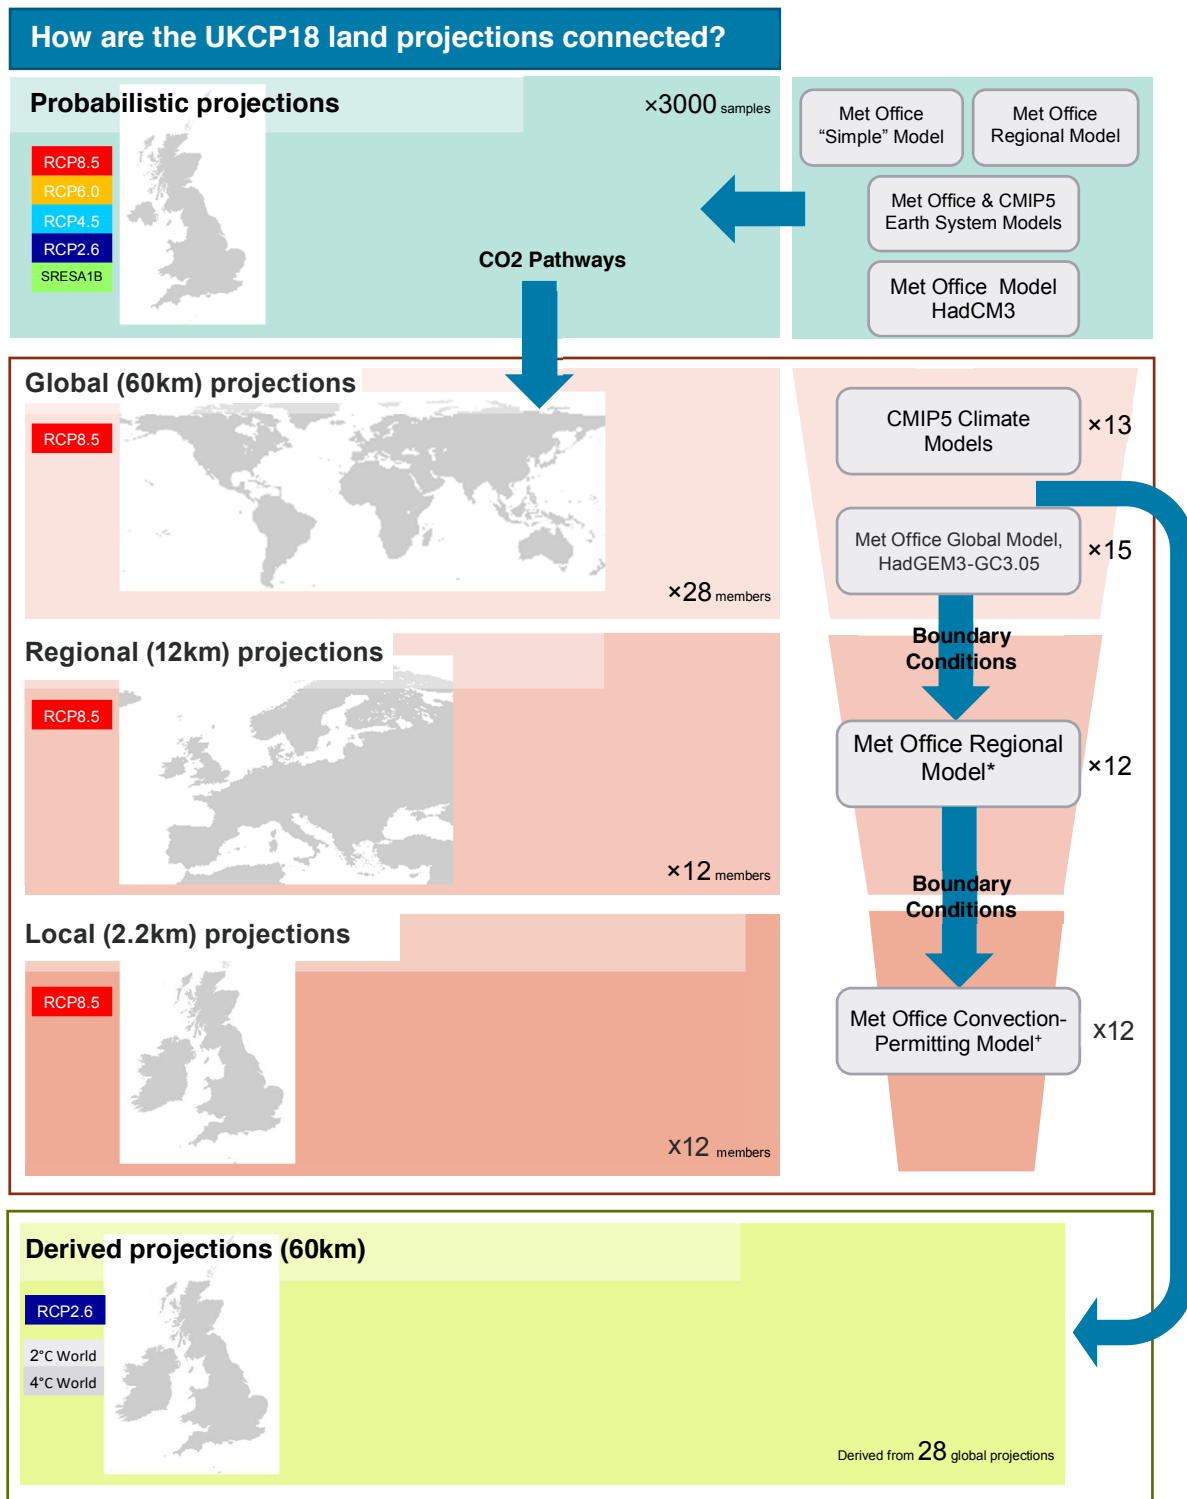 How are the UKCP18 land projections connected?
Probabilistic projections
×3000 samples
RCP8.5
RCP6.0
RCP4.5
RCP2.6
SRESA1B
CO2 Pathways
Met Office
“Simple” Model
Met Office
Regional Model
Met Office & CMIP5
Earth System Models
Met Office Model
HadCM3
Global (60km) projections
RCP8.5
×28 members
CMIP5 Climate
Models
×13
Met Office Global Model,
HadGEM3-GC3.05
×15
Boundary
Conditions
Regional (12km) projections
RCP8.5
×12 members
Met Office Regional
Model*
×12
Boundary
Conditions
Local (2.2km) projections
RCP8.5
x12 members
Met Office Convection-
Permitting Model+
x12
Derived projections (60km)
RCP2.6
2°C World
4°C World
Derived from 28 global projections